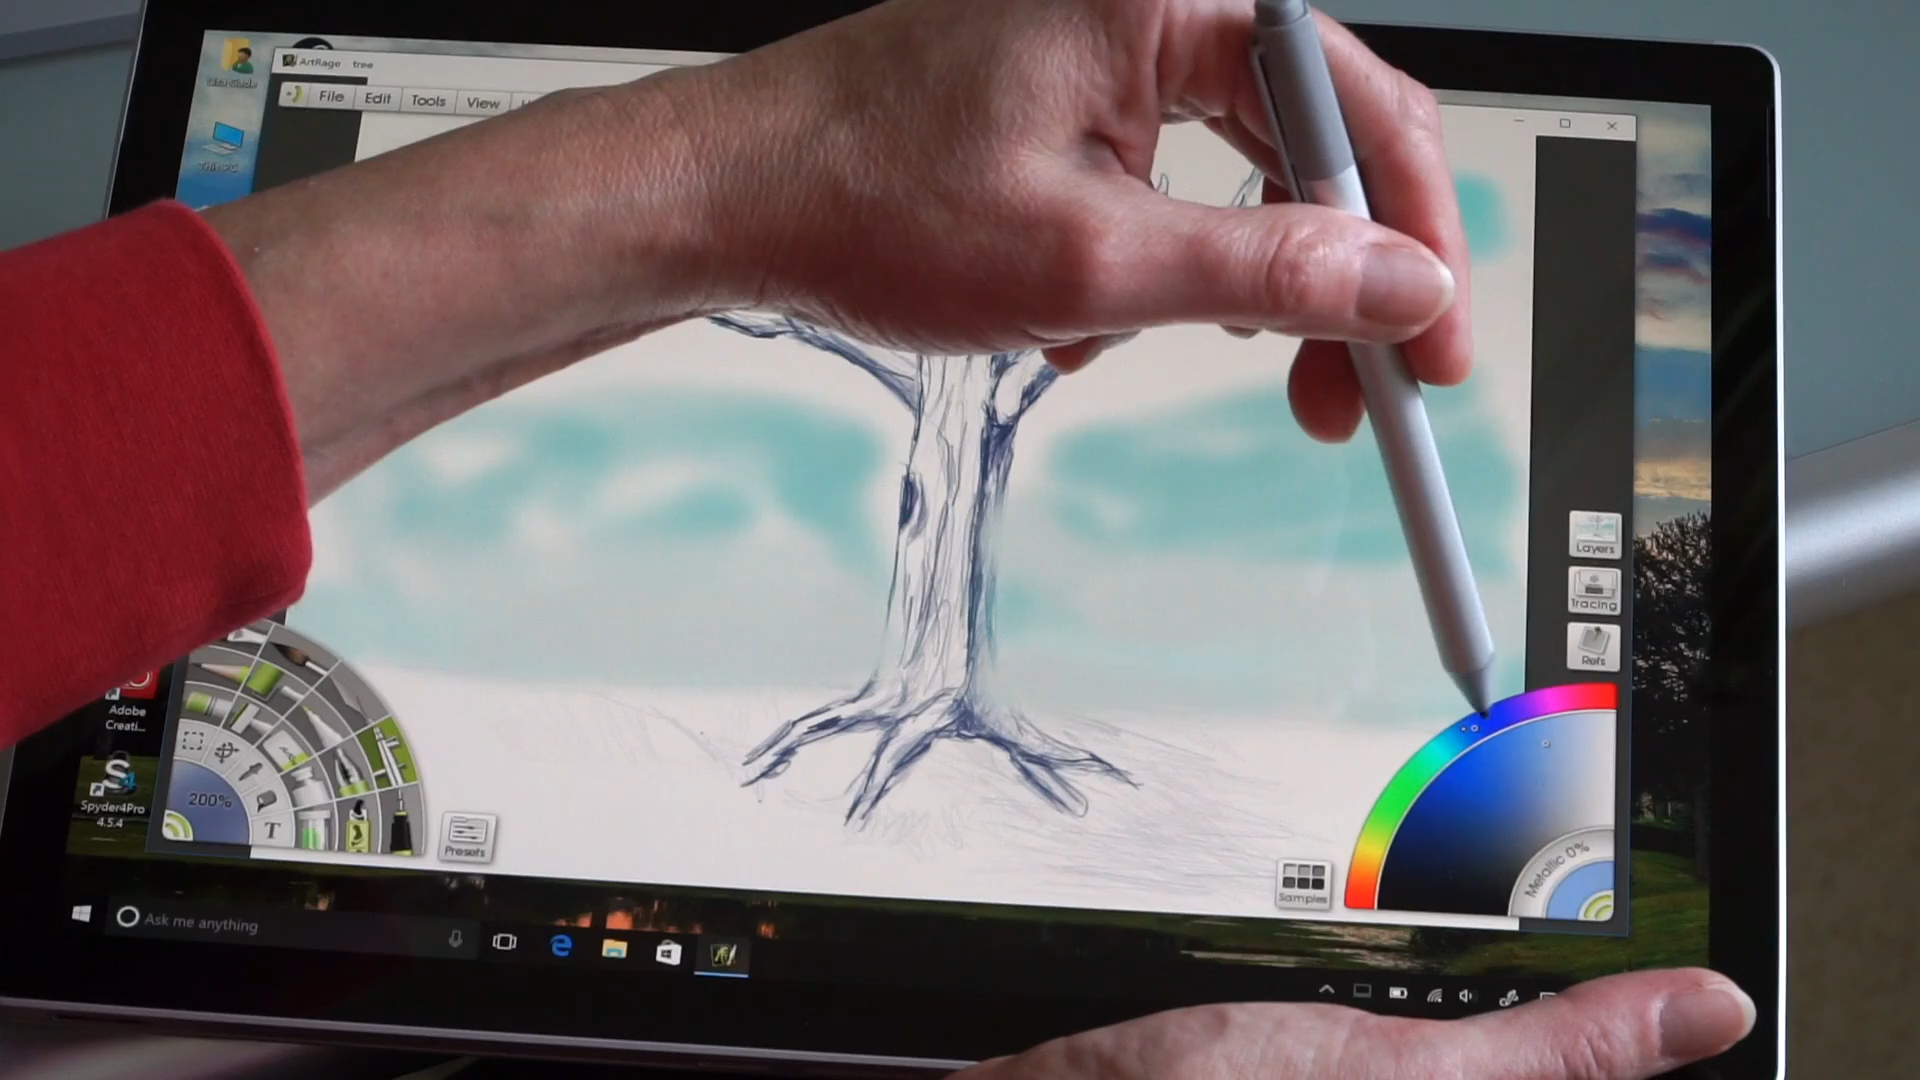 ArtRage tree
File Edit Tools View
Layers
Tracing
Refs
Adobe
Creati...
200%
T
Spyder4Pro
4.5.4
Presets
Metallic 0%
Samples
Ask me anything